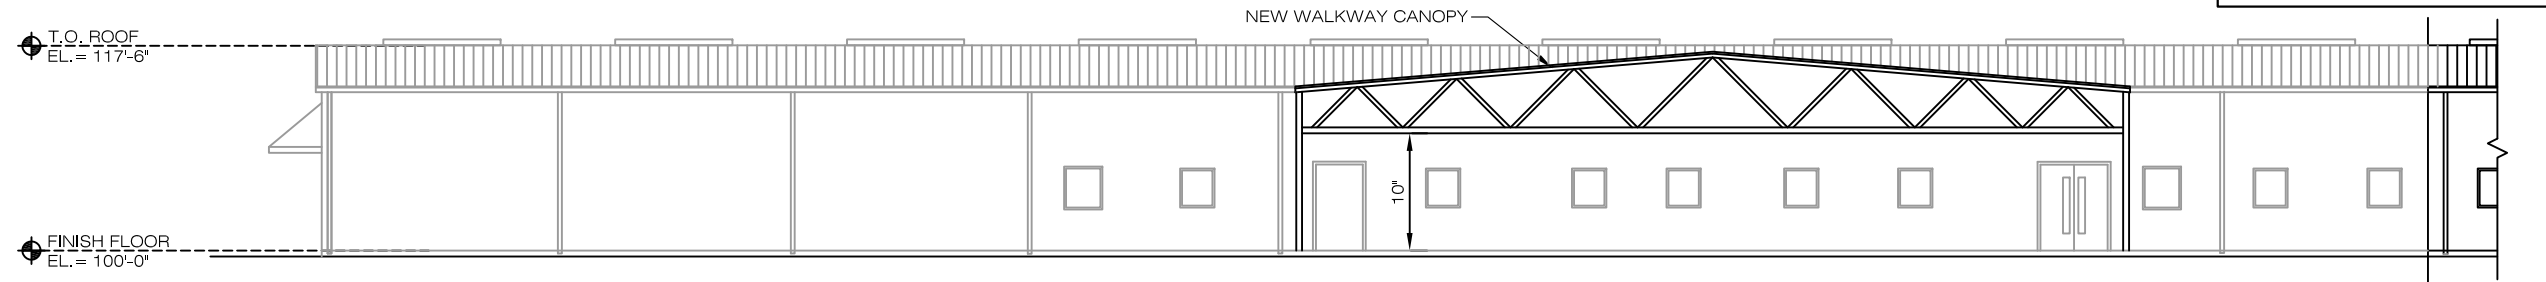 NEW WALKWAY CANOPY
T.O. ROOF
EL.= 117'-6"
10"
FINISH FLOOR
EL.= 100'-0"